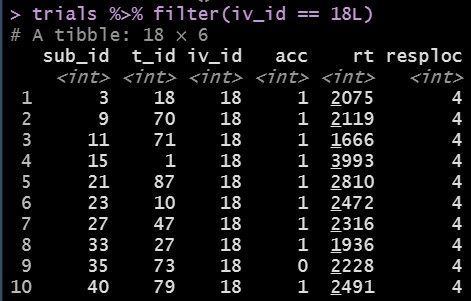 > trials %>% filter(iv_id == 18L)
# A tibble: 18 × 6
sub_id t_id iv_id acc rt resploc
<int> <int> <int> <int> <int> <int>
1 3 18 18 1 2075 4
2 9 70 18 1 2119 4
3 11 71 18 1 1666 4
4 15 1 18 1 3993 4
5 21 87 18 1 2810 4
6 23 10 18 1 2472 4
7 27 47 18 1 2316 4
8 33 27 18 1 1936 4
9 35 73 18 0 2228 4
10 40 79 18 1 2491 4